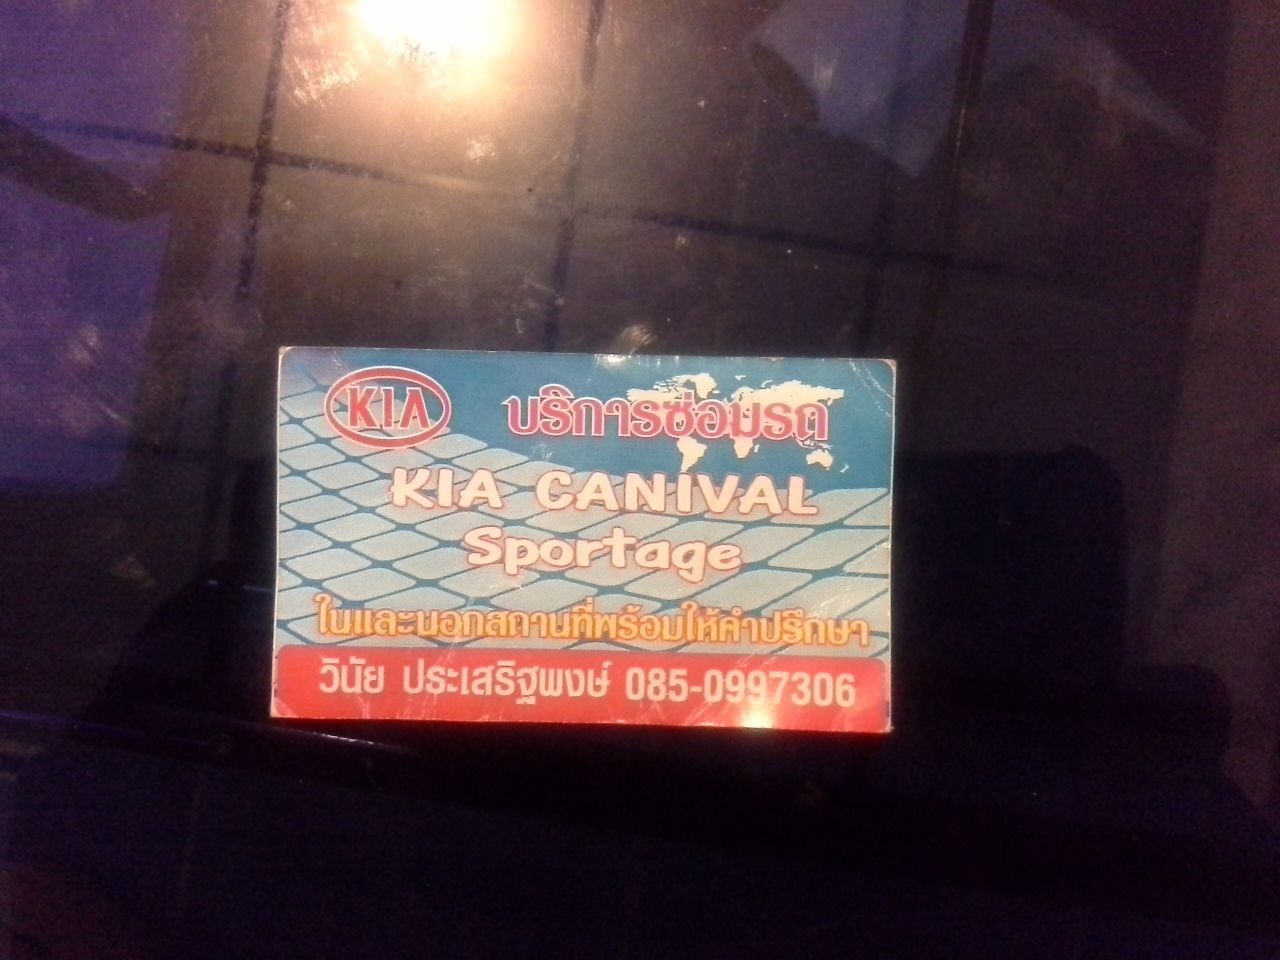 KIA บริการซ่อมรถ
KIA CANIVAL
Sportage
ในและนอกสถานที่พร้อมให้คำปรึกษา
วินัย ประเสริฐพงษ์ 085-0997306